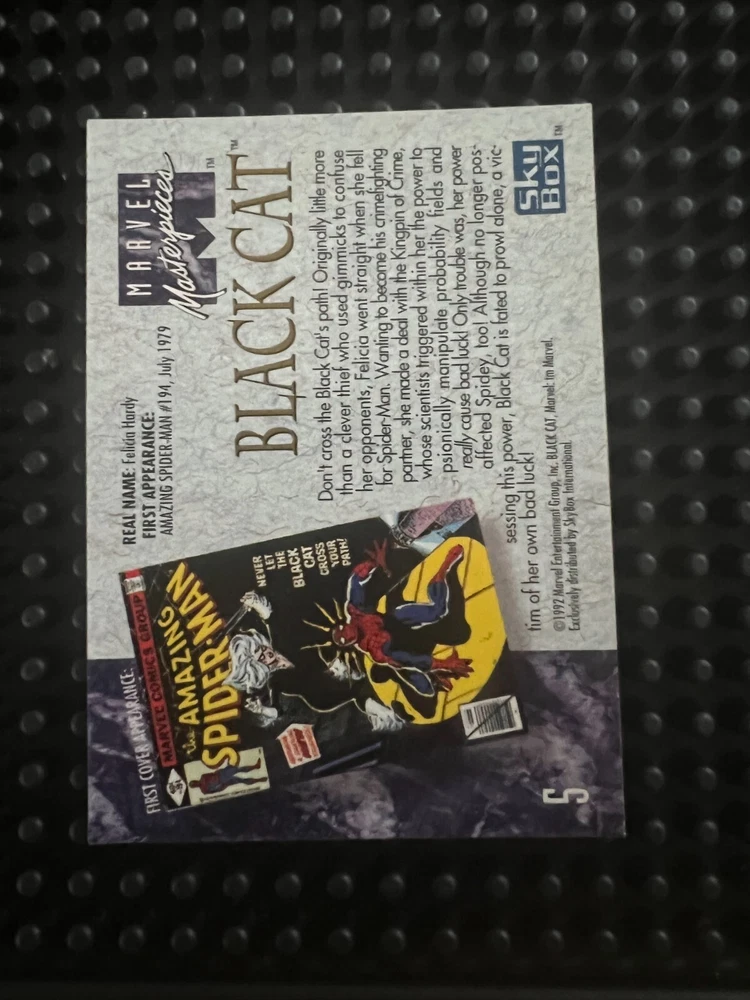 FIRST COVER APPEARANCE:
MARVEL COMICS GROUP
the AMAZING
SPIDER-MAN
NEVER
LET
THE
BLACK
CAT
CROSS
YOUR
PATH!
REAL NAME: Felicia Hardy
FIRST APPEARANCE:
AMAZING SPIDER-MAN #194, July 1979
MARVEL
Masterpieces™
BLACK CAT™
Don't cross the Black Cat's path! Originally little more
than a clever thief who used gimmicks to confuse
her opponents, Felicia went straight when she fell
for Spider-Man. Wanting to become his crimefighting
partner, she made a deal with the Kingpin of Crime,
whose scientists triggered within her the power to
psionically manipulate probability fields and
really cause bad luck! Only trouble was, her power
affected Spidey, too! Although no longer pos-
sessing this power, Black Cat is fated to prowl alone, a vic-
tim of her own bad luck!
©1992 Marvel Entertainment Group, Inc. BLACK CAT, Marvel: tm Marvel.
Exclusively distributed by SkyBox International.
SKY
BOX™
5